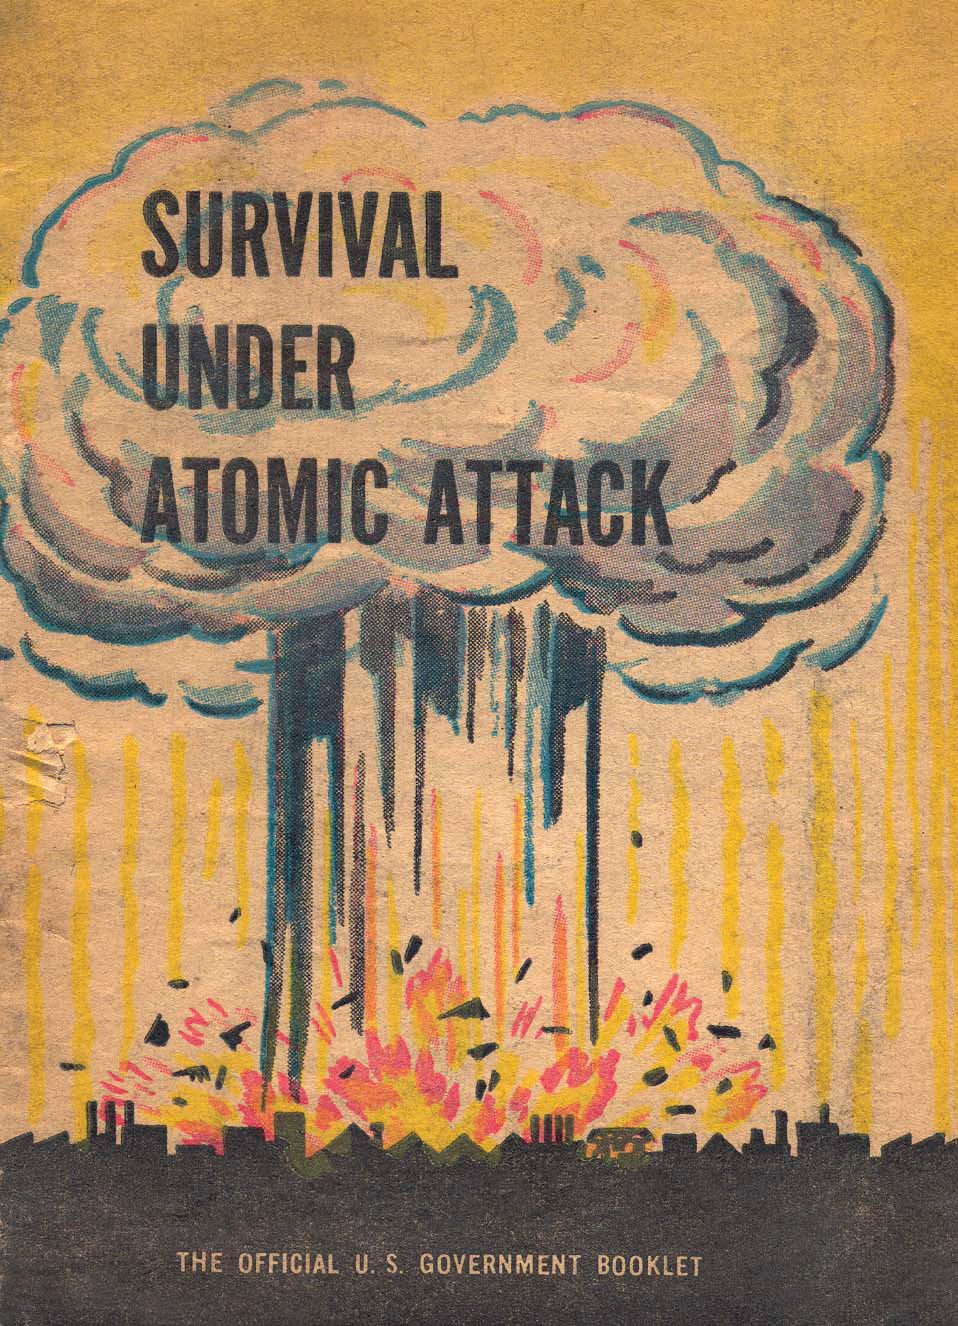 SURVIVAL
UNDER
ATOMIC ATTACK
THE OFFICIAL U. S. GOVERNMENT BOOKLET